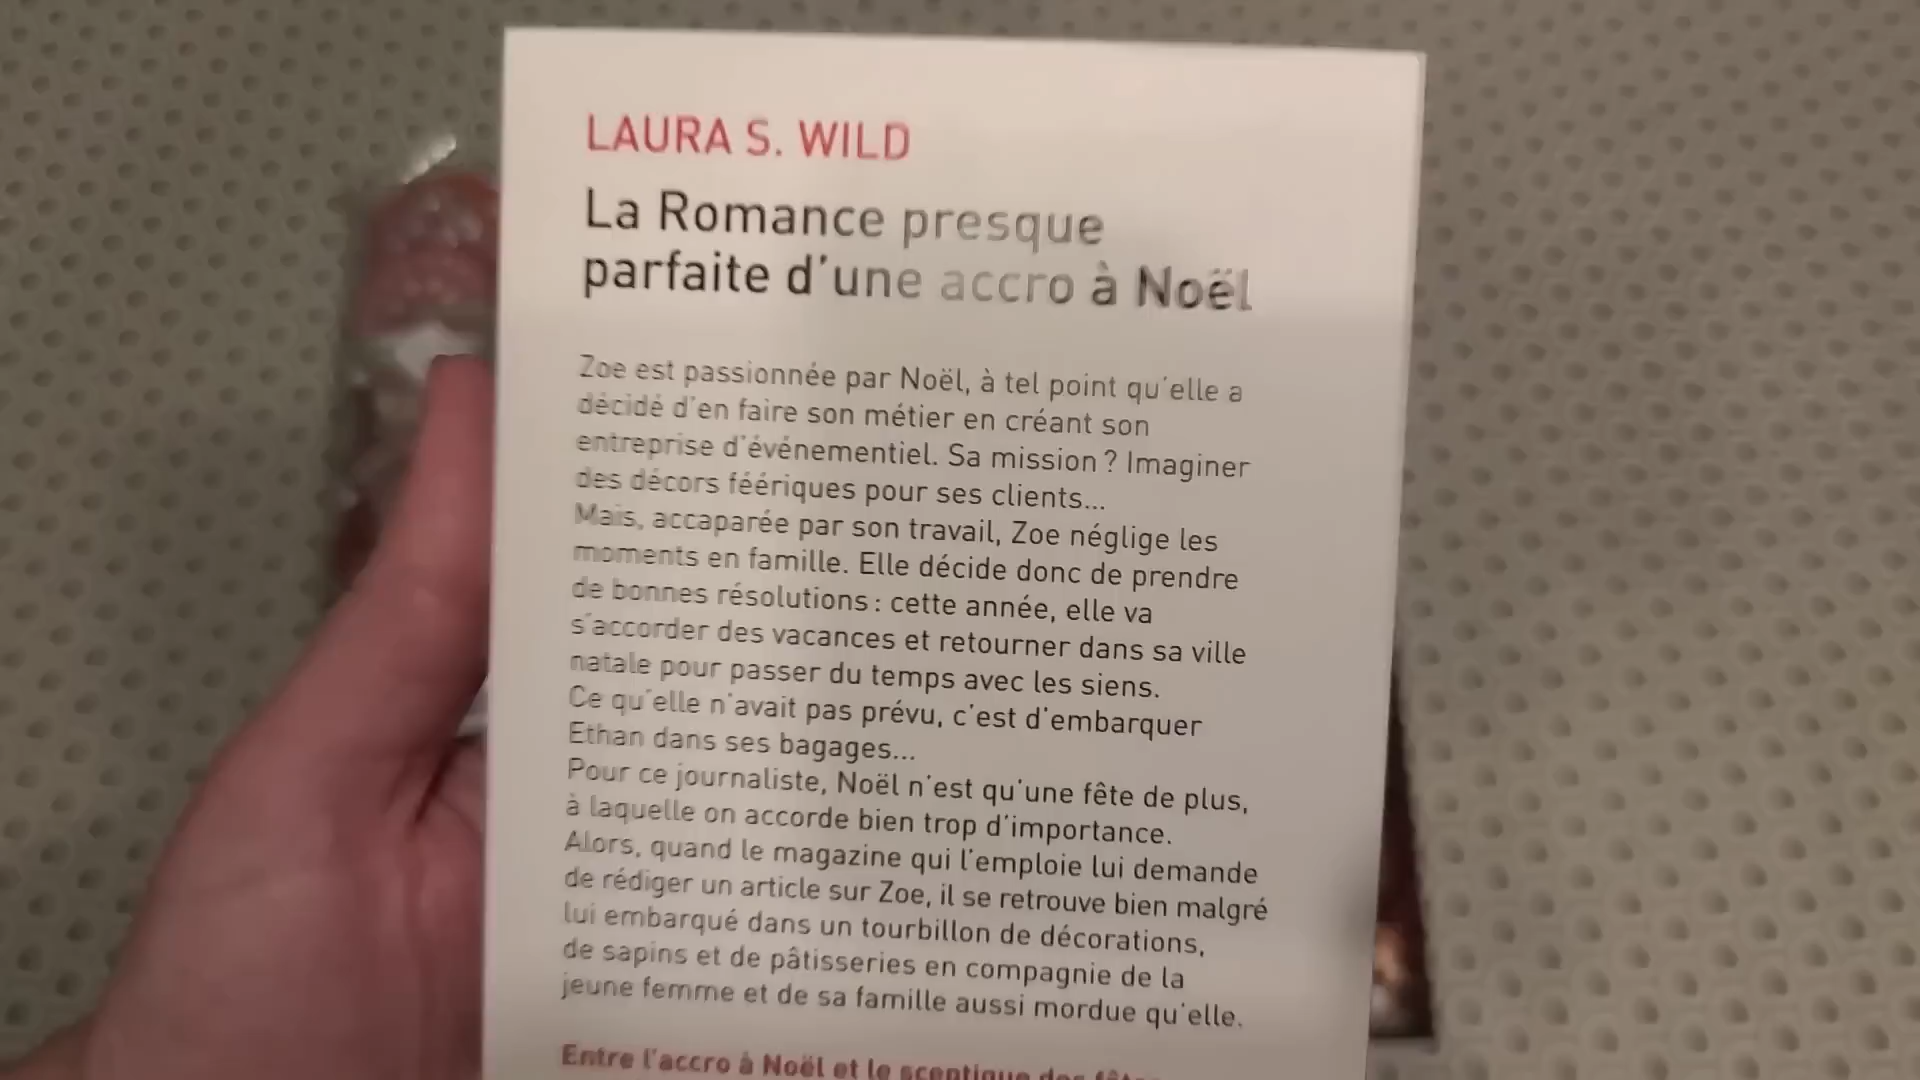 LAURA S. WILD
La Romance presque
parfaite d'une accro à Noël
Zoe est passionnée par Noël, à tel point qu'elle a
décidé d'en faire son métier en créant son
entreprise d'événementiel. Sa mission ? Imaginer
des décors féériques pour ses clients...
Mais, accaparée par son travail, Zoe néglige les
moments en famille. Elle décide donc de prendre
de bonnes résolutions : cette année, elle va
s'accorder des vacances et retourner dans sa ville
natale pour passer du temps avec les siens.
Ce qu'elle n'avait pas prévu, c'est d'embarquer
Ethan dans ses bagages...
Pour ce journaliste, Noël n'est qu'une fête de plus,
à laquelle on accorde bien trop d'importance.
Alors, quand le magazine qui l'emploie lui demande
de rédiger un article sur Zoe, il se retrouve bien malgré
lui embarqué dans un tourbillon de décorations,
de sapins et de pâtisseries en compagnie de la
jeune femme et de sa famille aussi mordue qu'elle.
Entre l'accro à Noël et le sceptique des